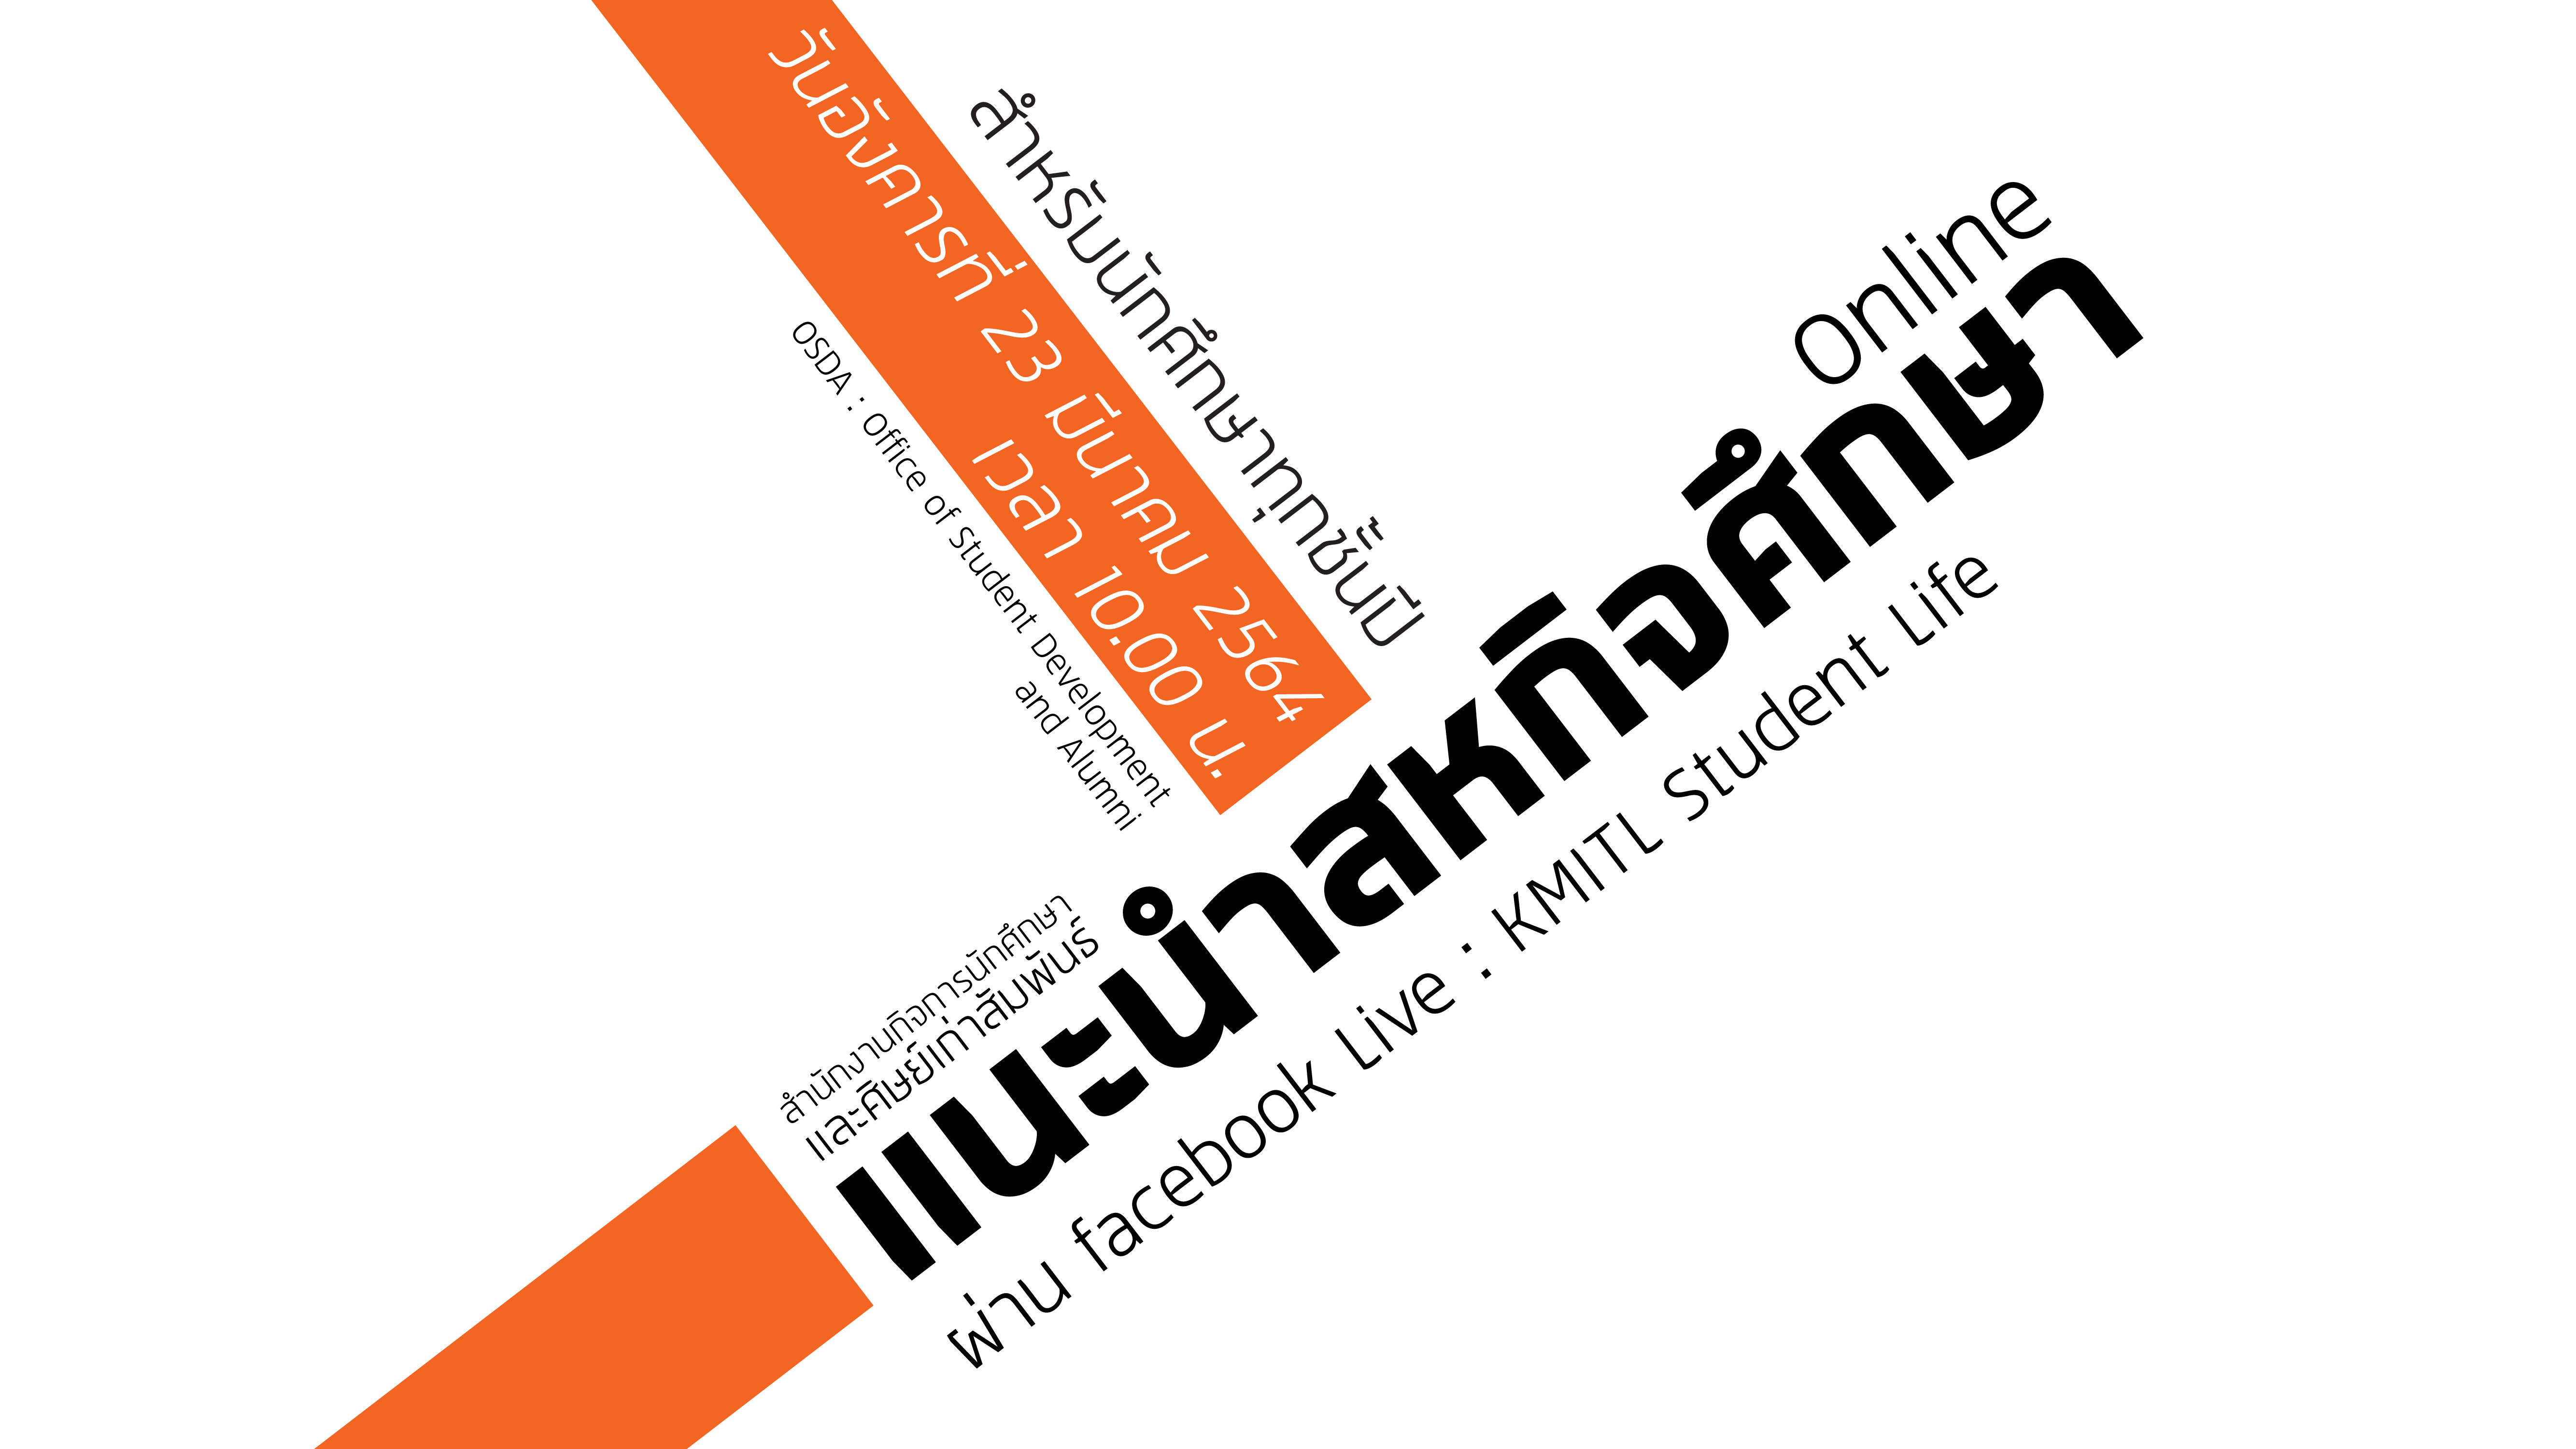 Online
แนะนำสหกิจศึกษา
ผ่าน facebook Live : KMITL Student Life
สำหรับนักศึกษาทุกชั้นปี
วันอังคารที่ 23 มีนาคม 2564
เวลา 10.00 น.
OSDA : Office of Student Development
and Alumni
สำนักงานกิจการนักศึกษา
และศิษย์เก่าสัมพันธ์